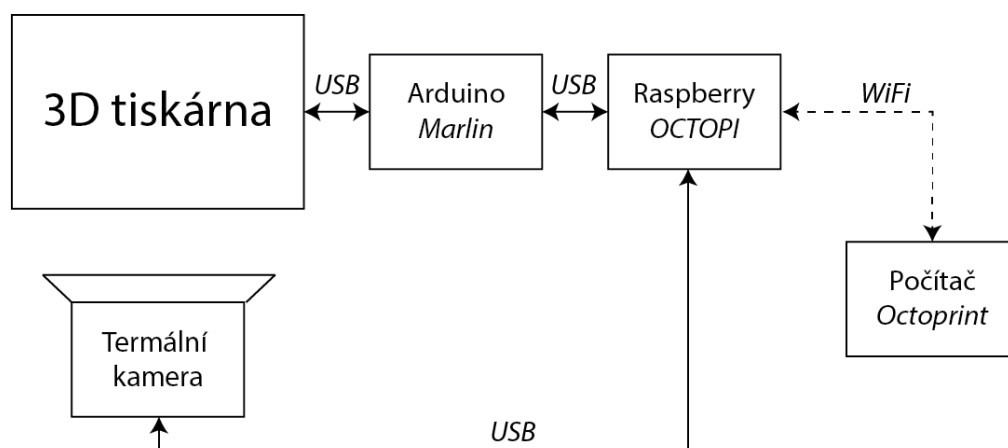 3D tiskárna
USB
Arduino
Marlin
USB
Raspberry
OCTOPI
WiFi
Počítač
Octoprint
Termální
kamera
USB